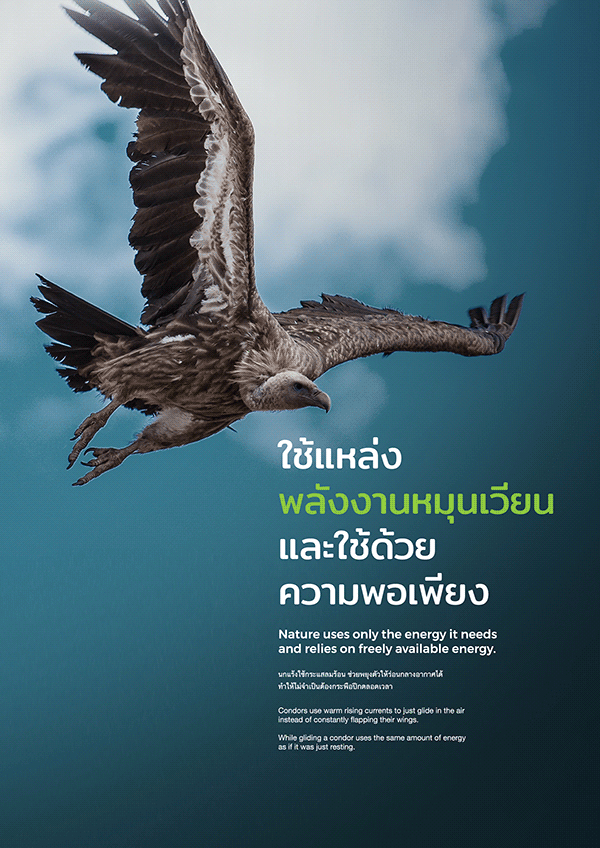 ใช้แหล่ง
พลังงานหมุนเวียน
และใช้ด้วย
ความพอเพียง
Nature uses only the energy it needs
and relies on freely available energy.
นกแร้งใช้กระแสลมร้อน ช่วยพยุงตัวให้ร่อนกลางอากาศได้
ทำให้ไม่จำเป็นต้องกระพือปีกตลอดเวลา
Condors use warm rising currents to just glide in the air
instead of constantly flapping their wings.
While gliding a condor uses the same amount of energy
as if it was just resting.